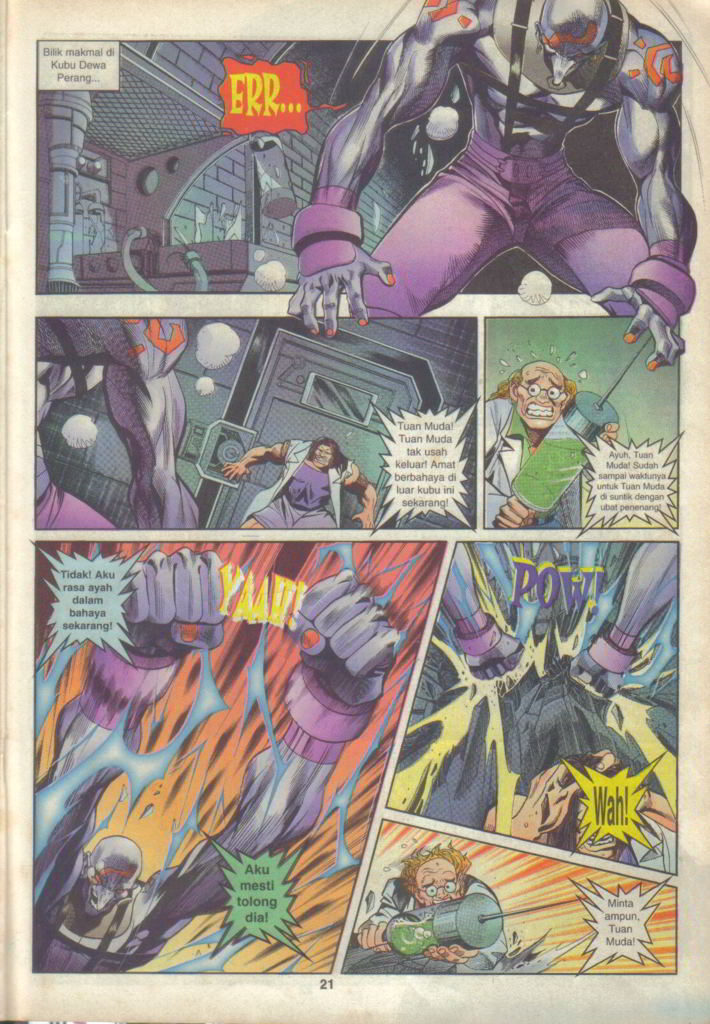 Bilik makmal di
Kubu Dewa
Perang...
ERR...
Tuan Muda!
Tuan Muda
tak usah
keluar! Amat
berbahaya di
luar kubu ini
sekarang!
Ayuh, Tuan
Muda! Sudah
sampai waktunya
untuk Tuan Muda
di suntik dengan
ubat penenang!
Tidak! Aku
rasa ayah
dalam
bahaya
sekarang!
YAAH!
Aku
mesti
tolong
dia!
POW!
Wah!
Minta
ampun,
Tuan
Muda!
21